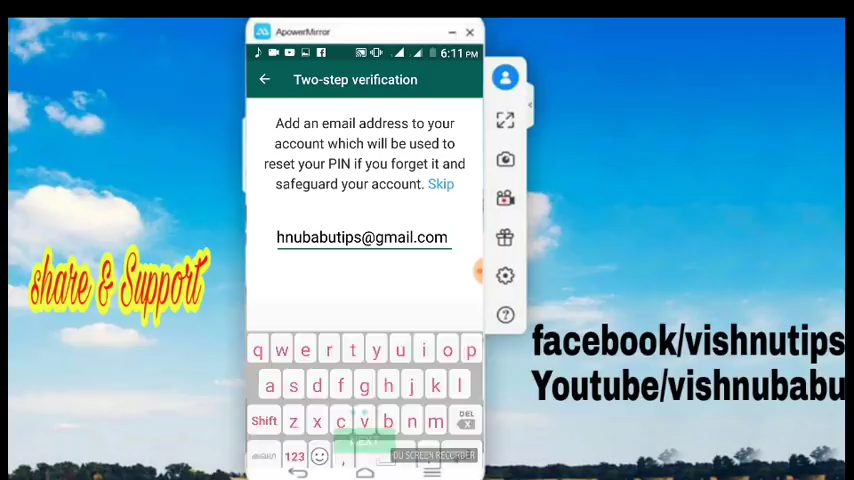 ApowerMirror
6:11 PM
Two-step verification
Add an email address to your
account which will be used to
reset your PIN if you forget it and
safeguard your account. Skip
hnubabutips@gmail.com
share & Support
facebook/vishnutips
Youtube/vishnubabu
q w e r t y u i o p
a s d f g h j k l
Shift z x c v b n m DEL
NEXT
123
DU SCREEN RECORDER